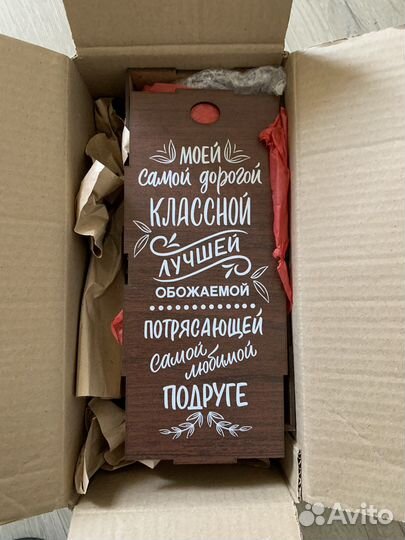 МОЕЙ
самой дорогой
КЛАССНОЙ
ЛУЧШЕЙ
ОБОЖАЕМОЙ
ПОТРЯСАЮЩЕЙ
самой
любимой
ПОДРУГЕ
Avito